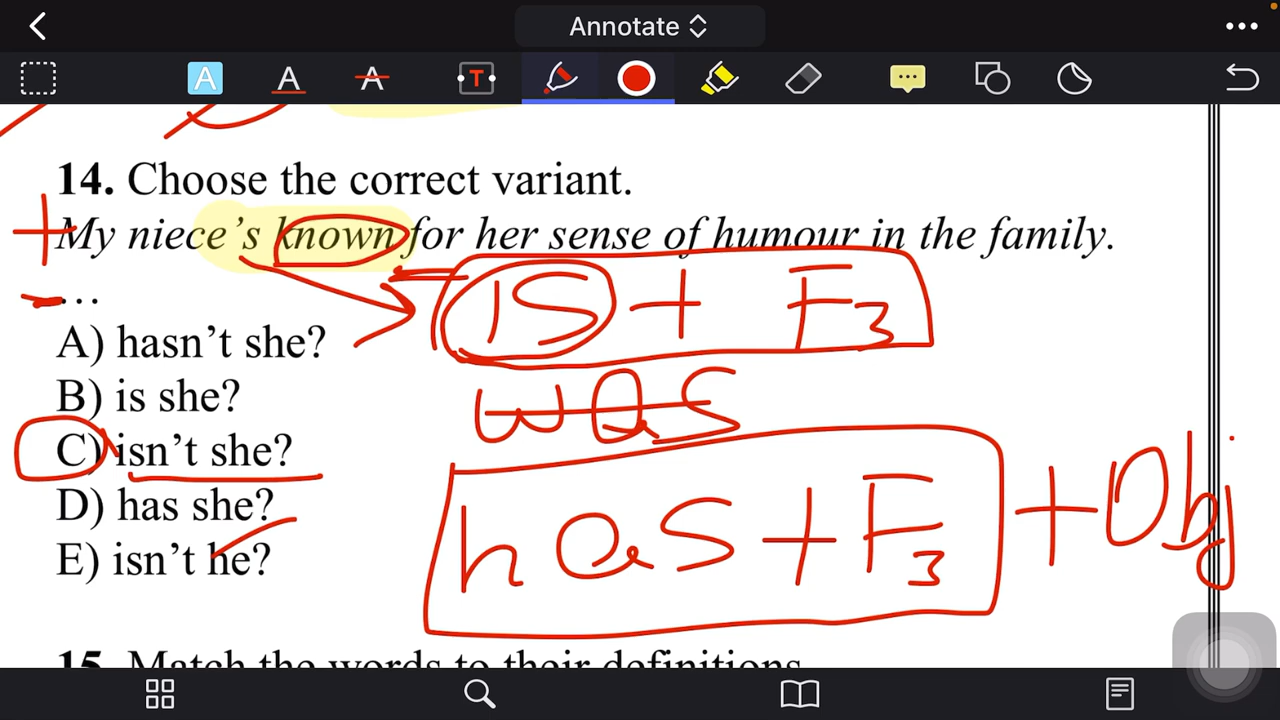 Annotate
A A A T
14. Choose the correct variant.
My niece’s known for her sense of humour in the family.
...
IS + F3
A) hasn’t she?
B) is she?
was
C) isn’t she?
D) has she?
has + F3 + Obj
E) isn’t he?
15. Match the words to their definitions